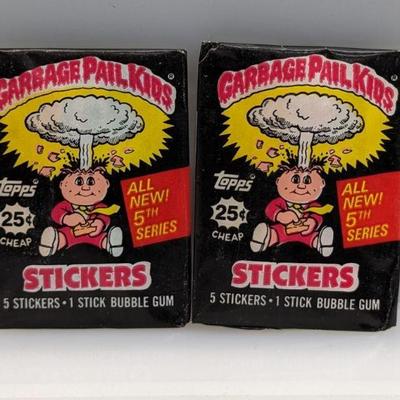 GARBAGE PAIL KIDS
topps
25¢
CHEAP
ALL
NEW!
5TH
SERIES
STICKERS
5 STICKERS • 1 STICK BUBBLE GUM
GARBAGE PAIL KIDS®
topps
25¢
CHEAP
ALL
NEW!
5TH
SERIES
STICKERS
5 STICKERS • 1 STICK BUBBLE GUM